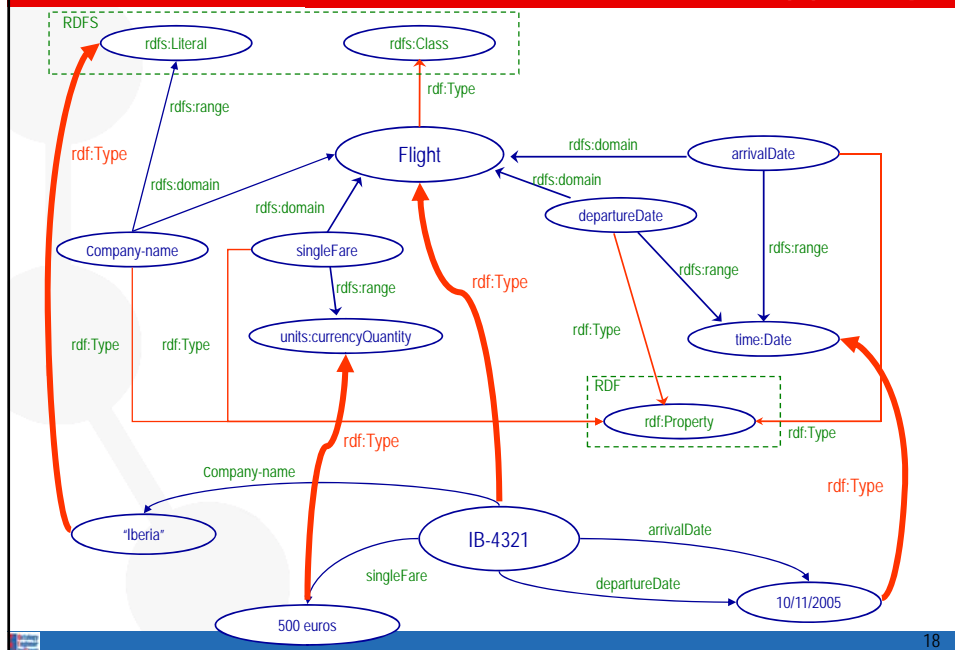 RDFS
rdfs:Literal
rdfs:Class
rdf:Type
rdfs:range
rdf:Type
Flight
rdfs:domain
arrivalDate
rdfs:domain
rdfs:domain
rdfs:domain
departureDate
Company-name
singleFare
rdfs:range
rdfs:range
rdf:Type
rdfs:range
units:currencyQuantity
rdf:Type
time:Date
rdf:Type
rdf:Type
RDF
rdf:Property
rdf:Type
rdf:Type
Company-name
rdf:Type
"Iberia"
IB-4321
arrivalDate
singleFare
departureDate
10/11/2005
500 euros
18